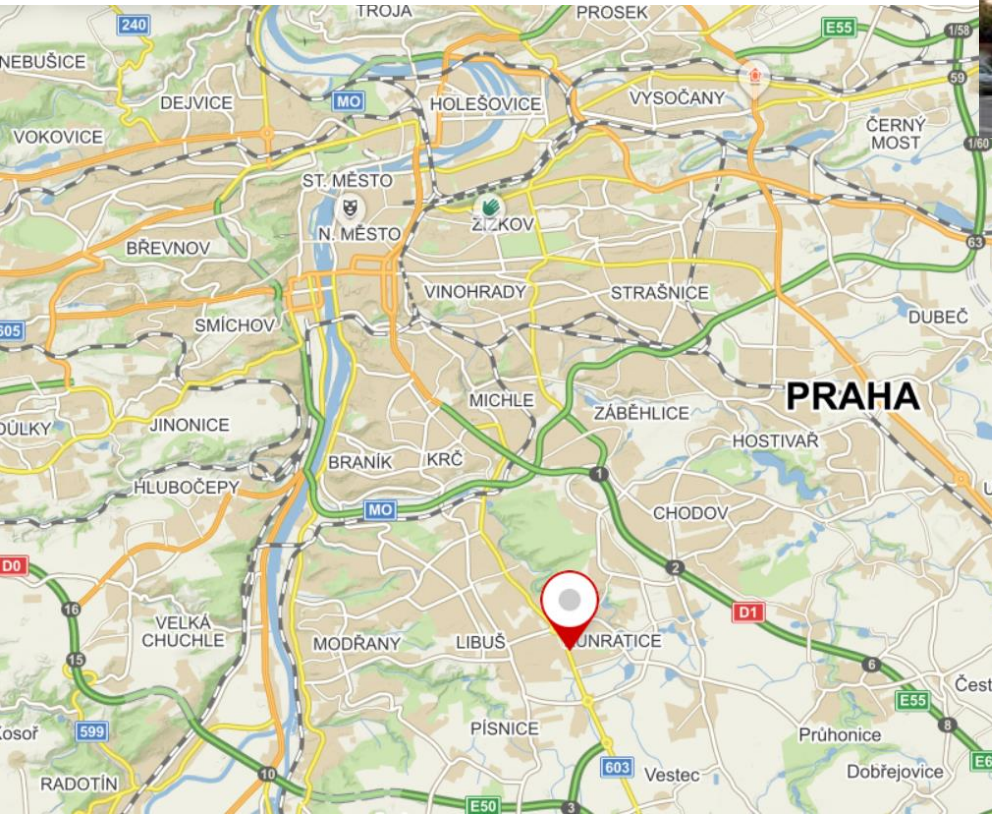 TROJA
PROSEK
240
E55
1/58
NEBUŠICE
59
MO
DEJVICE
HOLEŠOVICE
VYSOČANY
VOKOVICE
ČERNÝ
MOST
1/60
ST. MĚSTO
N. MĚSTO
ŽIŽKOV
63
BŘEVNOV
VINOHRADY
STRAŠNICE
605
SMÍCHOV
DUBEČ
PRAHA
MICHLE
ZÁBĚHLICE
JINONICE
HOSTIVAŘ
BRANÍK
KRČ
1
HLUBOČEPY
MO
CHODOV
D0
2
16
D1
VELKÁ
CHUCHLE
MODŘANY
LIBUŠ
UNRATICE
15
6
E55
599
PÍSNICE
8
Průhonice
10
603
Vestec
Dobřejovice
RADOTÍN
E50
3